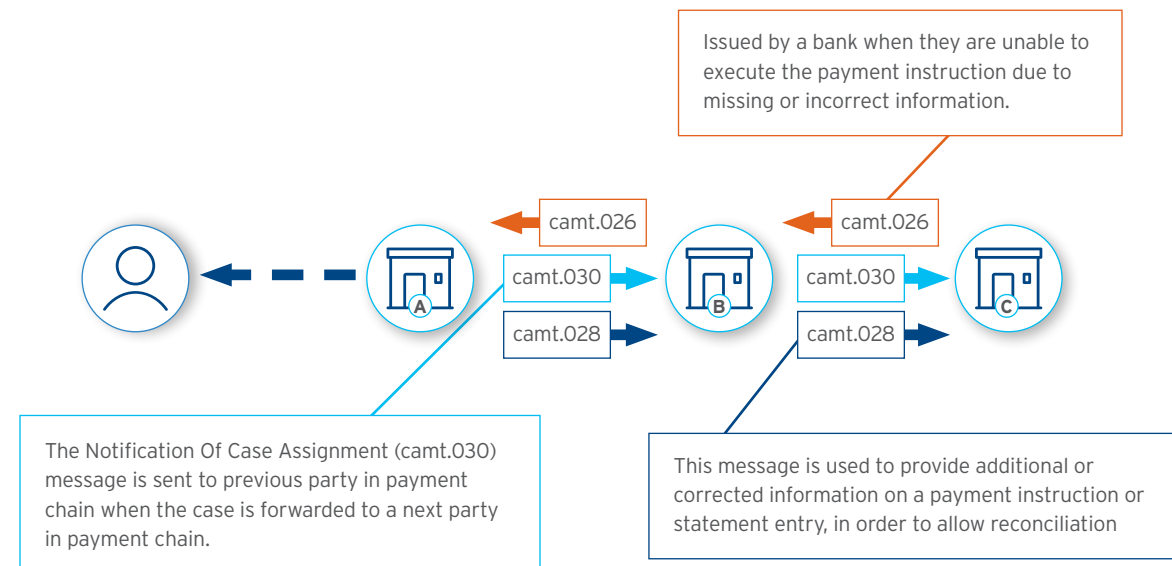 Issued by a bank when they are unable to
execute the payment instruction due to
missing or incorrect information.
camt.026
camt.026
camt.030
camt.030
A
B
C
camt.028
camt.028
The Notification Of Case Assignment (camt.030)
message is sent to previous party in payment
chain when the case is forwarded to a next party
in payment chain.
This message is used to provide additional or
corrected information on a payment instruction or
statement entry, in order to allow reconciliation